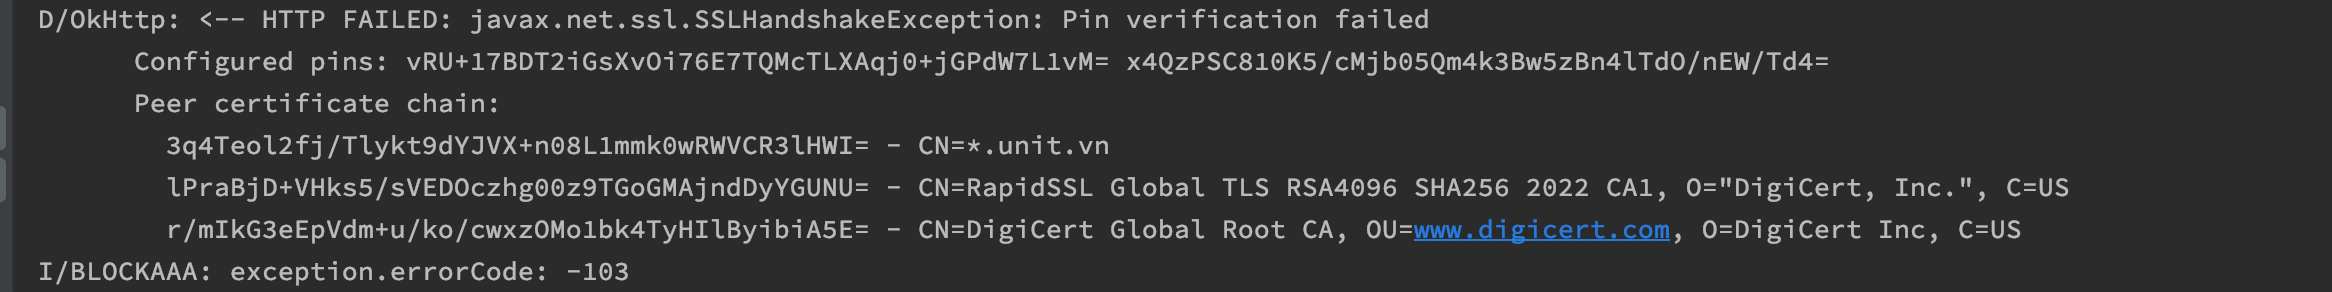 D/OkHttp: <-- HTTP FAILED: javax.net.ssl.SSLHandshakeException: Pin verification failed
Configured pins: vRU+17BDT2iGsXvOi76E7TQMcTLXAqj0+jGPdW7L1vM= x4QzPSC810K5/cMjb05Qm4k3Bw5zBn4lTdO/nEW/Td4=
Peer certificate chain:
3q4Teol2fj/Tlykt9dYJVX+n08L1mmk0wRWVCR3lHWI= - CN=*.unit.vn
lPraBjD+VHks5/sVEDOczhg00z9TGoGMAjndDyYGUNU= - CN=RapidSSL Global TLS RSA4096 SHA256 2022 CA1, O="DigiCert, Inc.", C=US
r/mIkG3eEpVdm+u/ko/cwxzOMo1bk4TyHIlByibiA5E= - CN=DigiCert Global Root CA, OU=www.digicert.com, O=DigiCert Inc, C=US
I/BLOCKAAA: exception.errorCode: -103